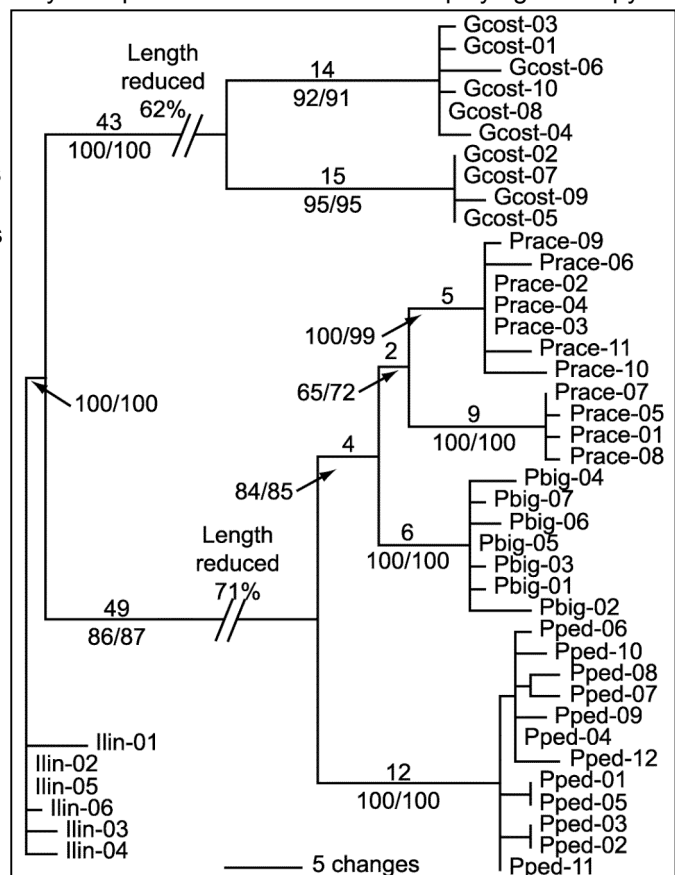 Gcost-03
Gcost-01
Length
reduced
62%
14
Gcost-06
92/91
Gcost-10
Gcost-08
43
Gcost-04
100/100
Gcost-02
15
Gcost-07
95/95
Gcost-09
Gcost-05
Prace-09
Prace-06
Prace-02
5
Prace-04
Prace-03
100/99
2
Prace-11
Prace-10
65/72
Prace-07
100/100
9
Prace-05
100/100
Prace-01
4
Prace-08
84/85
Pbig-04
Pbig-07
Length
reduced
71%
Pbig-06
6
Pbig-05
100/100
Pbig-03
Pbig-01
49
Pbig-02
86/87
Pped-06
Pped-10
Pped-08
Pped-07
Pped-09
Ilin-01
Pped-04
Ilin-02
Pped-12
12
Pped-01
Ilin-05
100/100
Pped-05
Ilin-06
Pped-03
Ilin-03
Pped-02
Ilin-04
5 changes
Pped-11